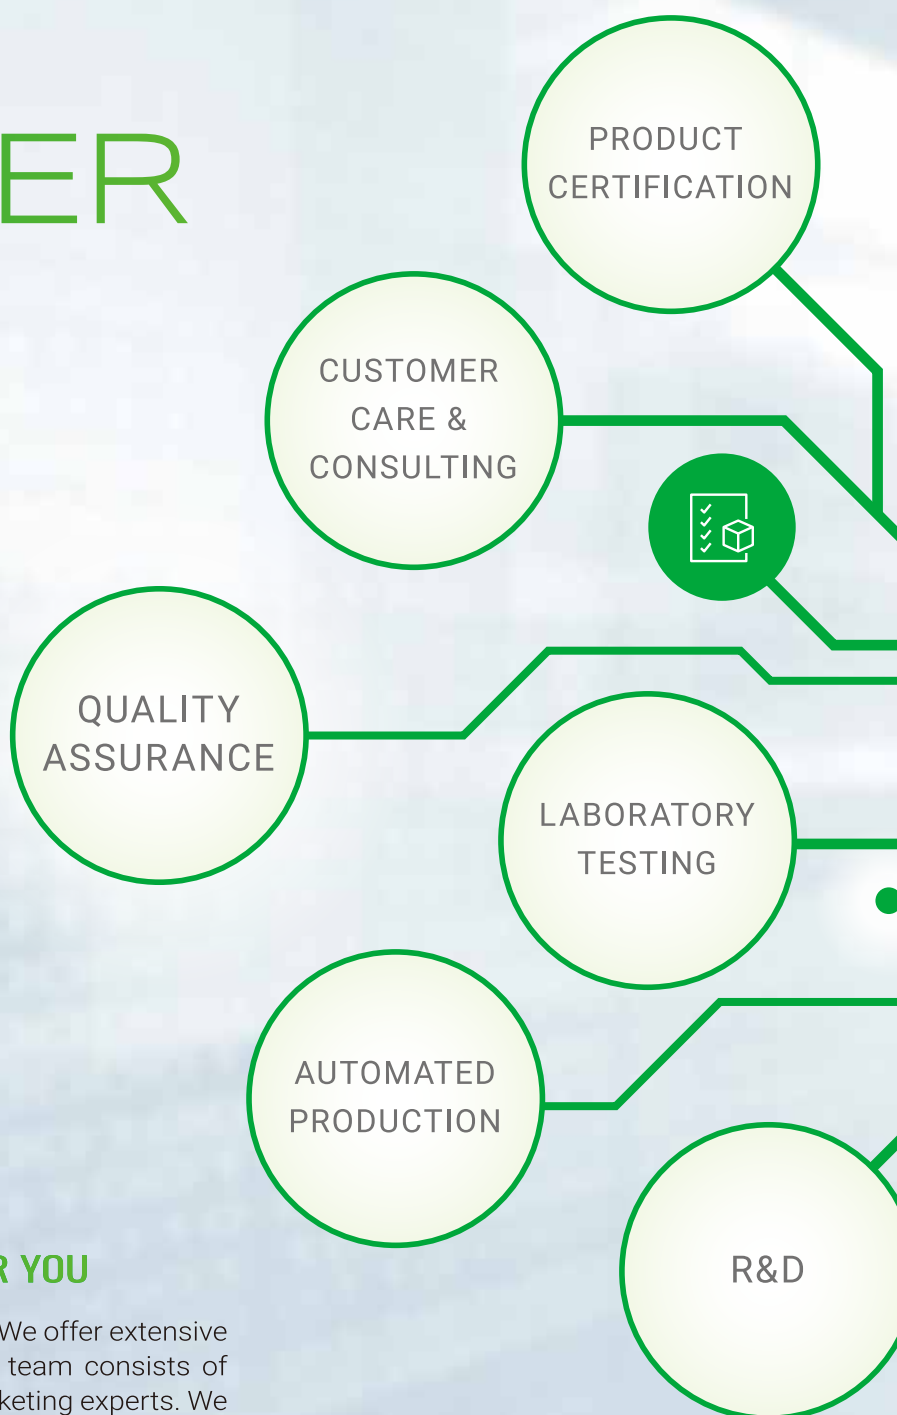 ER
PRODUCT
CERTIFICATION
CUSTOMER
CARE &
CONSULTING
QUALITY
ASSURANCE
LABORATORY
TESTING
AUTOMATED
PRODUCTION
R&D
R YOU
We offer extensive
team consists of
keting experts. We